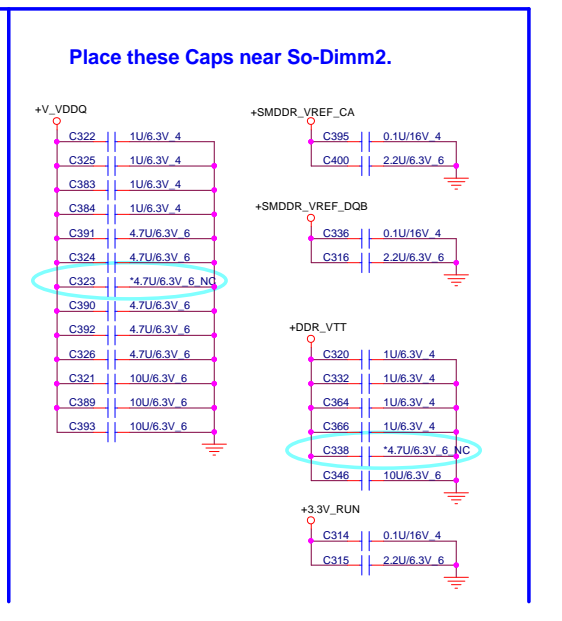 Place these Caps near So-Dimm2.
+V_VDDQ
C322 1U/6.3V_4
C325 1U/6.3V_4
C383 1U/6.3V_4
C384 1U/6.3V_4
C391 4.7U/6.3V_6
C324 4.7U/6.3V_6
C323 *4.7U/6.3V_6_NC
C390 4.7U/6.3V_6
C392 4.7U/6.3V_6
C326 4.7U/6.3V_6
C321 10U/6.3V_6
C389 10U/6.3V_6
C393 10U/6.3V_6
+SMDDR_VREF_CA
C395 0.1U/16V_4
C400 2.2U/6.3V_6
+SMDDR_VREF_DQB
C336 0.1U/16V_4
C316 2.2U/6.3V_6
+DDR_VTT
C320 1U/6.3V_4
C332 1U/6.3V_4
C364 1U/6.3V_4
C366 1U/6.3V_4
C338 *4.7U/6.3V_6_NC
C346 10U/6.3V_6
+3.3V_RUN
C314 0.1U/16V_4
C315 2.2U/6.3V_6